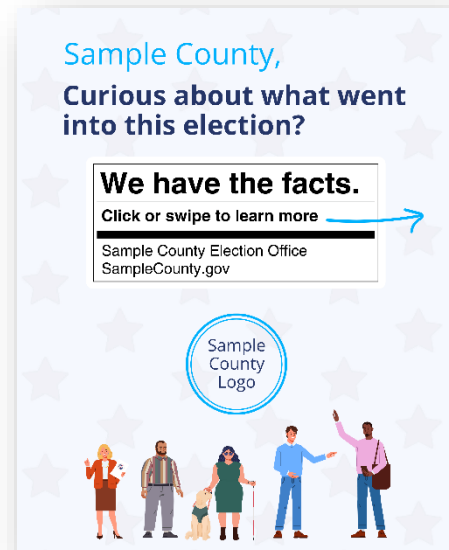 Sample County,
Curious about what went
into this election?
We have the facts.
Click or swipe to learn more
Sample County Election Office
SampleCounty.gov
Sample
County
Logo